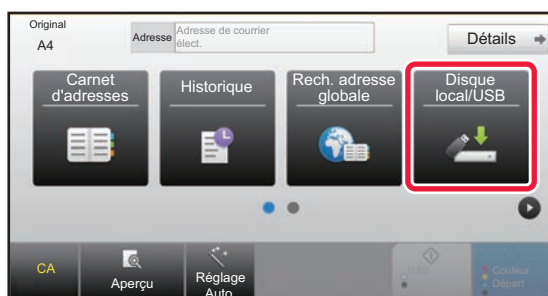 Original
A4
Adresse
Adresse de courrier
élect.
Détails
Carnet
d'adresses
Historique
Rech. adresse
globale
Disque
local/USB
CA
Aperçu
Réglage
Auto
N&B
Départ
Couleur
Départ